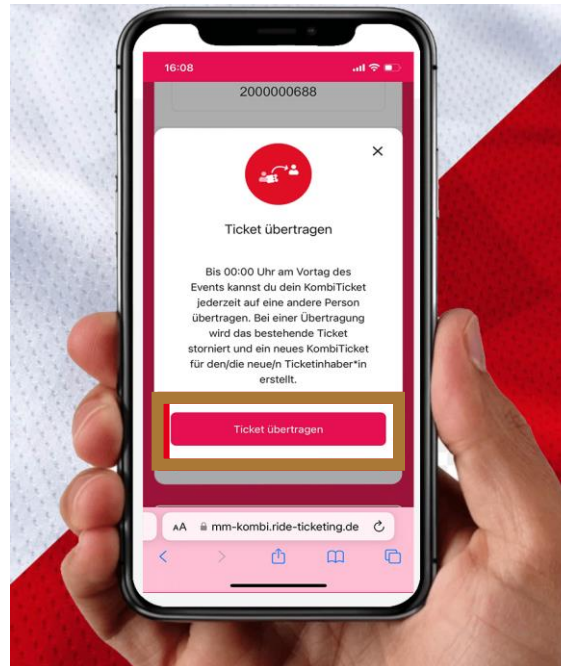 16:08
2000000688
Ticket übertragen
Bis 00:00 Uhr am Vortag des
Events kannst du dein KombiTicket
jederzeit auf eine andere Person
übertragen. Bei einer Übertragung
wird das bestehende Ticket
storniert und ein neues KombiTicket
für den/die neue/n Ticketinhaber*in
erstellt.
Ticket übertragen
AA mm-kombi.ride-ticketing.de